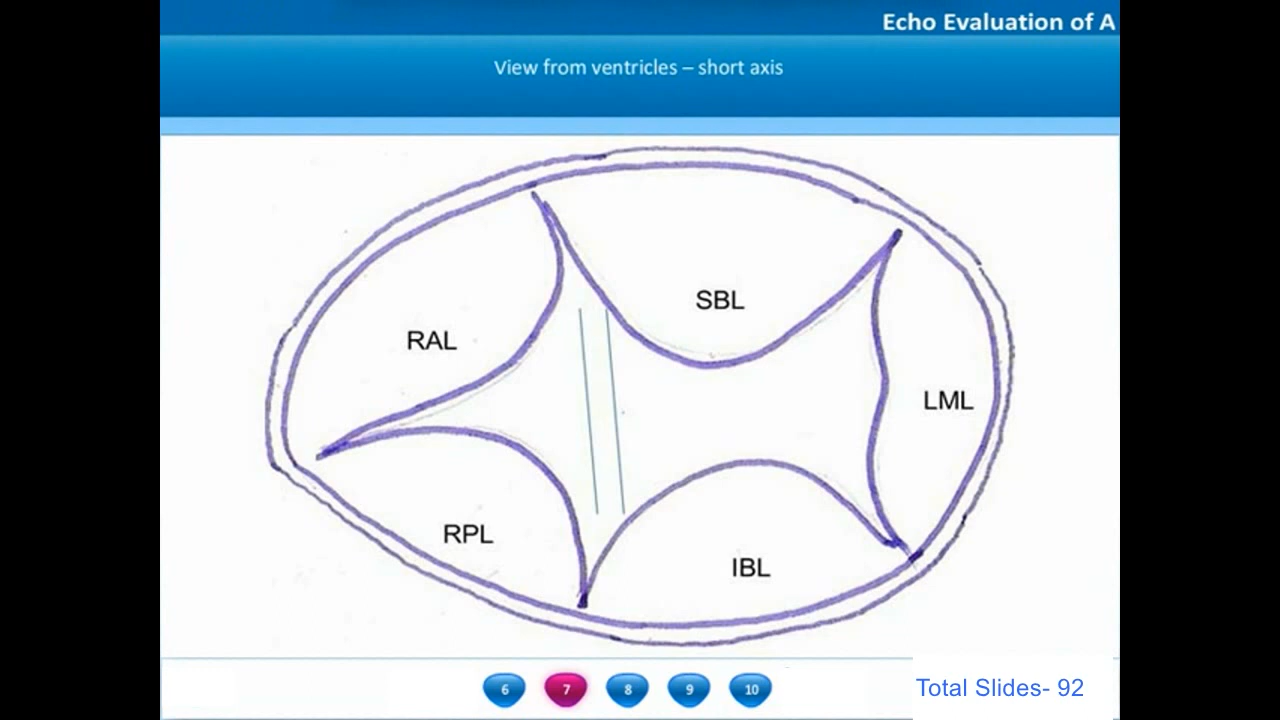 Echo Evaluation of A
View from ventricles – short axis
SBL
RAL
LML
RPL
IBL
6 7 8 9 10
Total Slides- 92